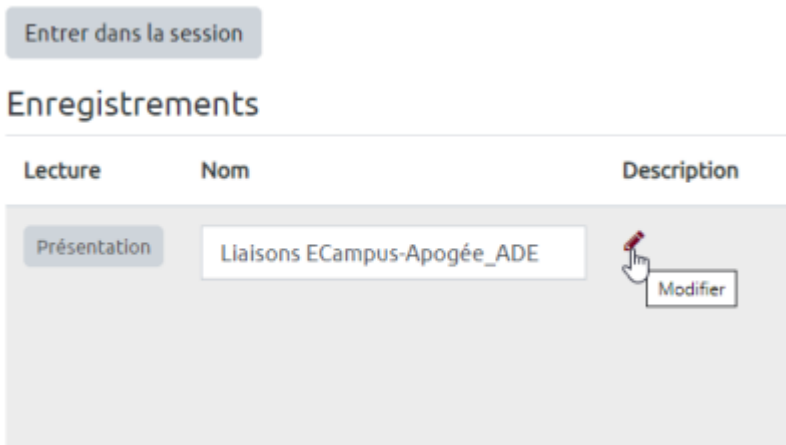 Entrer dans la session
Enregistrements
Lecture Nom Description
Présentation Liaisons ECampus-Apogée_ADE
Modifier